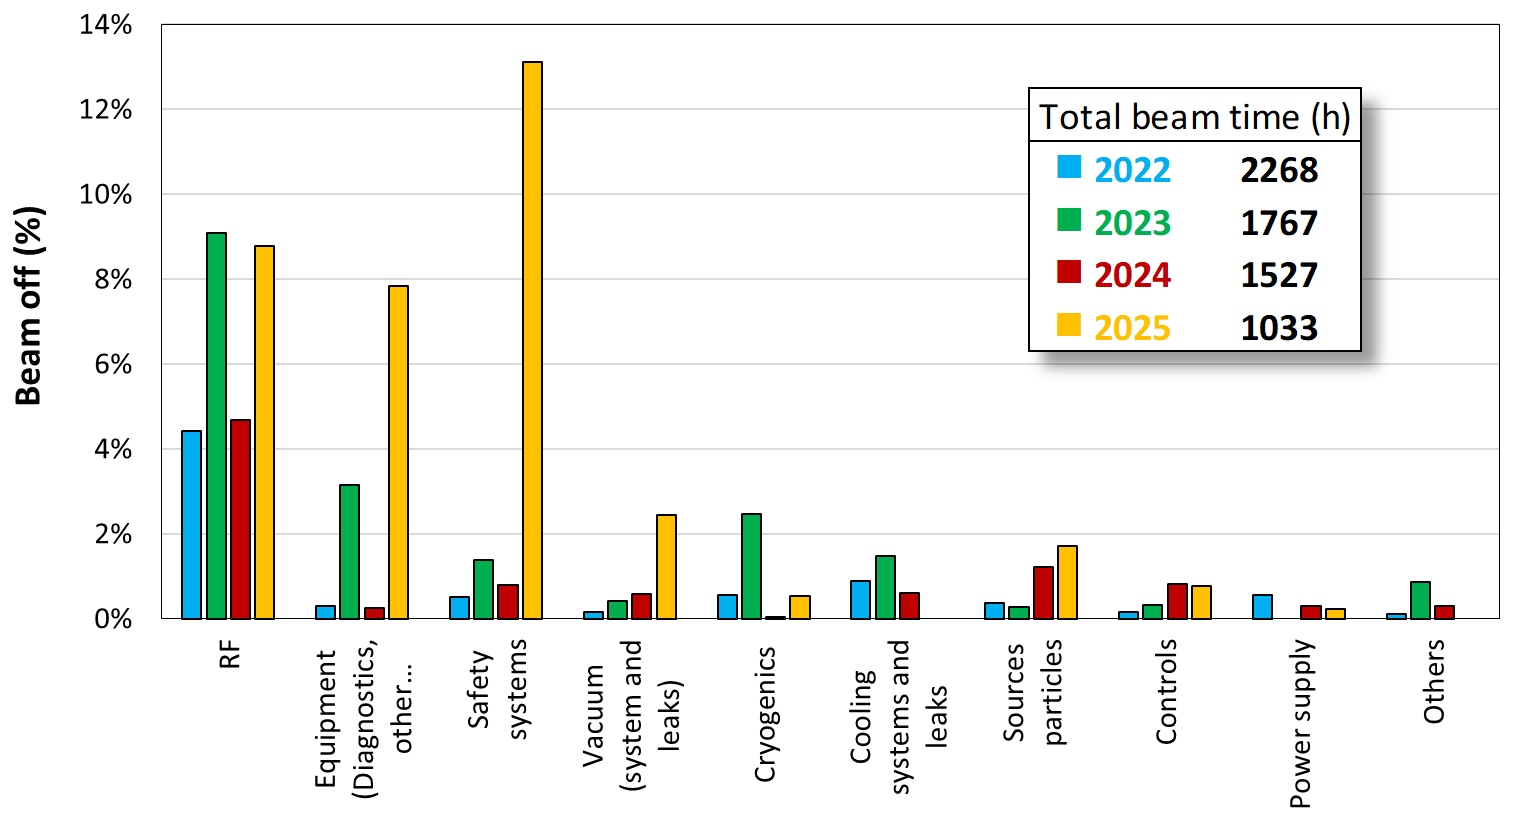 14%
12%
10%
8%
6%
4%
2%
0%
Beam off (%)
Total beam time (h)
2022 2268
2023 1767
2024 1527
2025 1033
RF
Equipment
(Diagnostics,
other...
Safety
systems
Vacuum
(system and
leaks)
Cryogenics
Cooling
systems and
leaks
Sources
particles
Controls
Power supply
Others